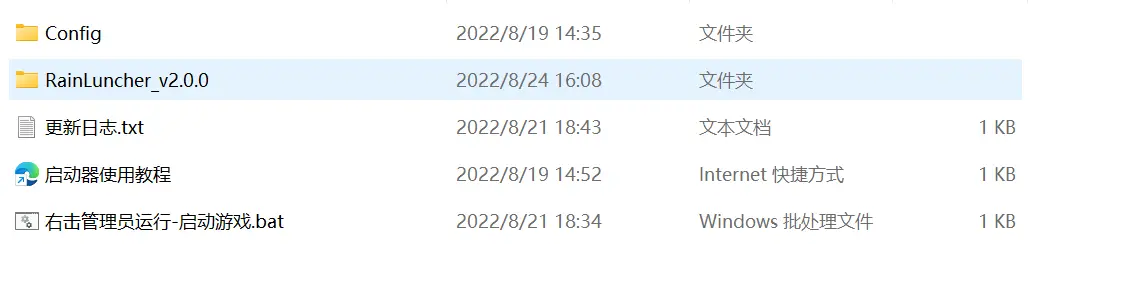 Config 2022/8/19 14:35 文件夹
RainLuncher_v2.0.0 2022/8/24 16:08 文件夹
更新日志.txt 2022/8/21 18:43 文本文档 1 KB
启动器使用教程 2022/8/19 14:52 Internet 快捷方式 1 KB
右击管理员运行-启动游戏.bat 2022/8/21 18:34 Windows 批处理文件 1 KB